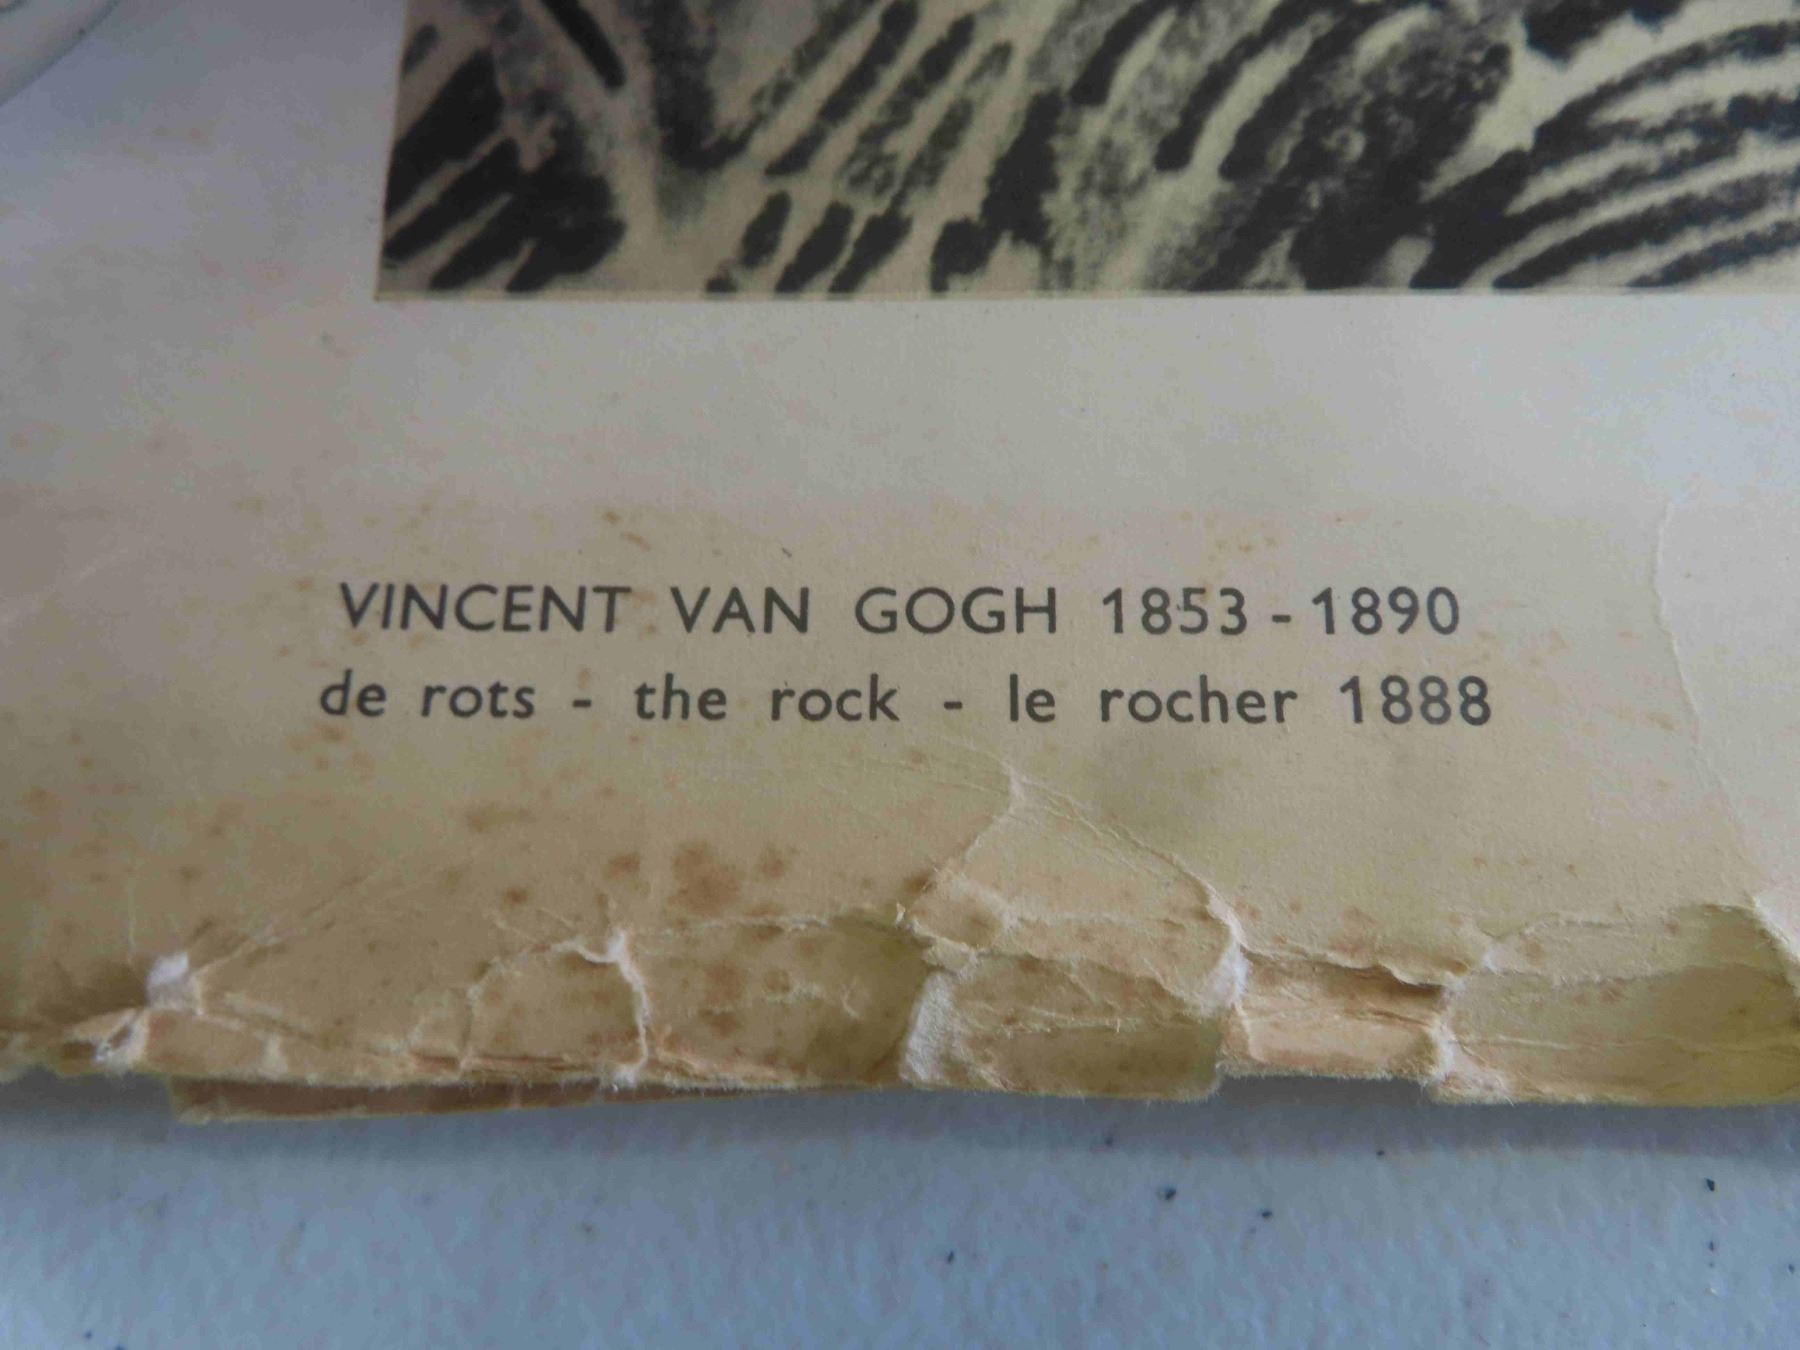 VINCENT VAN GOGH 1853 - 1890
de rots - the rock - le rocher 1888